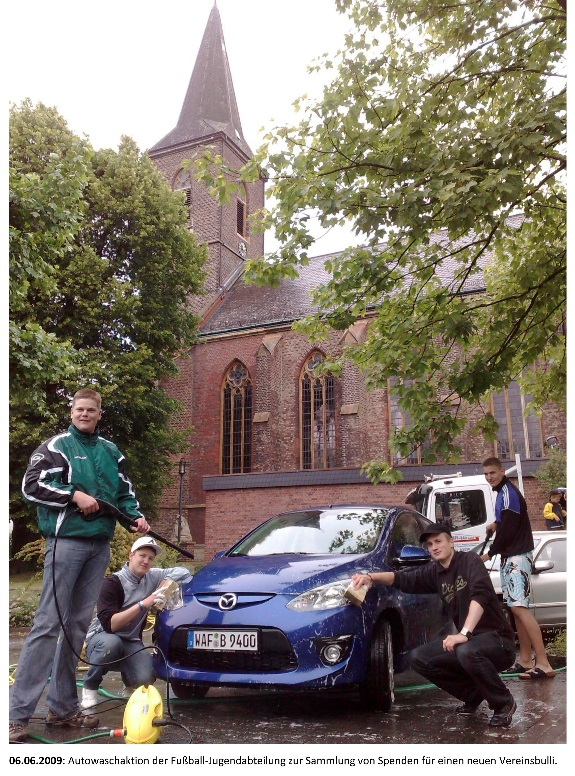 WAF B 9400
06.06.2009: Autowaschaktion der Fußball-Jugendabteilung zur Sammlung von Spenden für einen neuen Vereinsbulli.